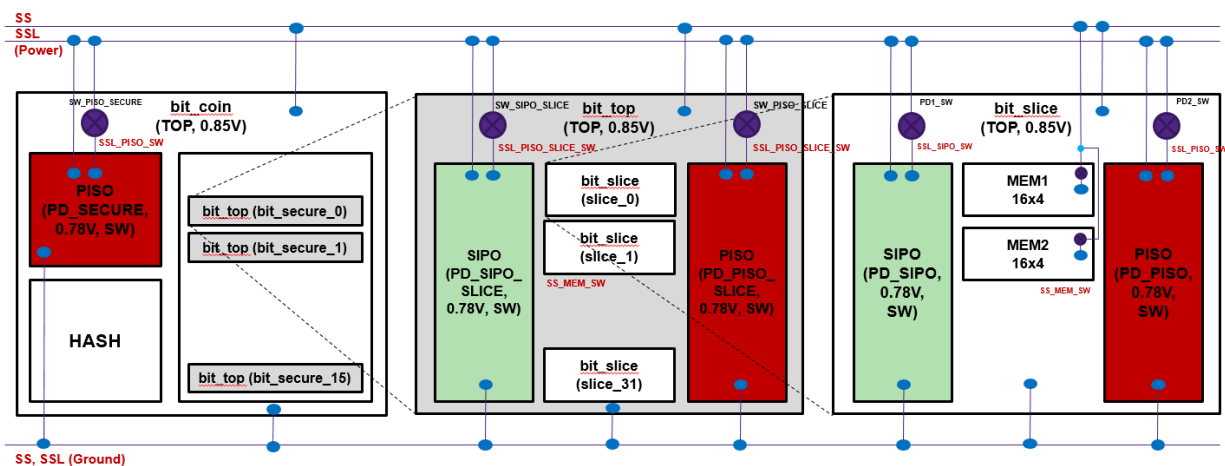 SS
SSL
(Power)
SW_PISO_SECURE
bit_coin
(TOP, 0.85V)
SSL_PISO_SW
PISO
(PD_SECURE,
0.78V, SW)
HASH
bit_top (bit_secure_0)
bit_top (bit_secure_1)
bit_top (bit_secure_15)
SW_SIPO_SLICE
bit_top
(TOP, 0.85V)
SW_PISO_SLICE
SSL_PISO_SLICE_SW
SSL_PISO_SLICE_SW
SIPO
(PD_SIPO_
SLICE,
0.78V, SW)
bit_slice
(slice_0)
bit_slice
(slice_1)
SS_MEM_SW
bit_slice
(slice_31)
PISO
(PD_PISO_
SLICE,
0.78V, SW)
PD1_SW
bit_slice
(TOP, 0.85V)
PD2_SW
SSL_SIPO_SW
SSL_PISO_SW
SIPO
(PD_SIPO,
0.78V,
SW)
MEM1
16x4
MEM2
16x4
SS_MEM_SW
PISO
(PD_PISO,
0.78V,
SW)
SS, SSL (Ground)